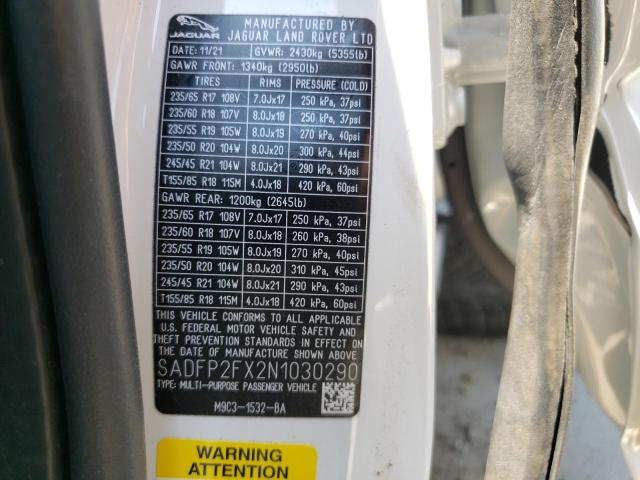 JAGUAR
MANUFACTURED BY
JAGUAR LAND ROVER LTD
DATE: 11/21 GVWR: 2430kg (5355lb)
GAWR FRONT: 1340kg (2950lb)
TIRES RIMS PRESSURE (COLD)
235/65 R17 108V 7.0Jx17 250 kPa, 37psi
235/60 R18 107V 8.0Jx18 250 kPa, 37psi
235/55 R19 105W 8.0Jx19 270 kPa, 40psi
235/50 R20 104W 8.0Jx20 300 kPa, 44psi
245/45 R21 104W 8.0Jx21 290 kPa, 43psi
T155/85 R18 115M 4.0Jx18 420 kPa, 60psi
GAWR REAR: 1200kg (2645lb)
235/65 R17 108V 7.0Jx17 250 kPa, 37psi
235/60 R18 107V 8.0Jx18 260 kPa, 38psi
235/55 R19 105W 8.0Jx19 270 kPa, 40psi
235/50 R20 104W 8.0Jx20 310 kPa, 45psi
245/45 R21 104W 8.0Jx21 290 kPa, 43psi
T155/85 R18 115M 4.0Jx18 420 kPa, 60psi
THIS VEHICLE CONFORMS TO ALL APPLICABLE
U.S. FEDERAL MOTOR VEHICLE SAFETY AND
THEFT PREVENTION STANDARDS IN EFFECT ON
THE DATE OF MANUFACTURE SHOWN ABOVE.
SADFP2FX2N1030290
TYPE: MULTI-PURPOSE PASSENGER VEHICLE
M9C3-1532-BA
WARNING
ATTENTION